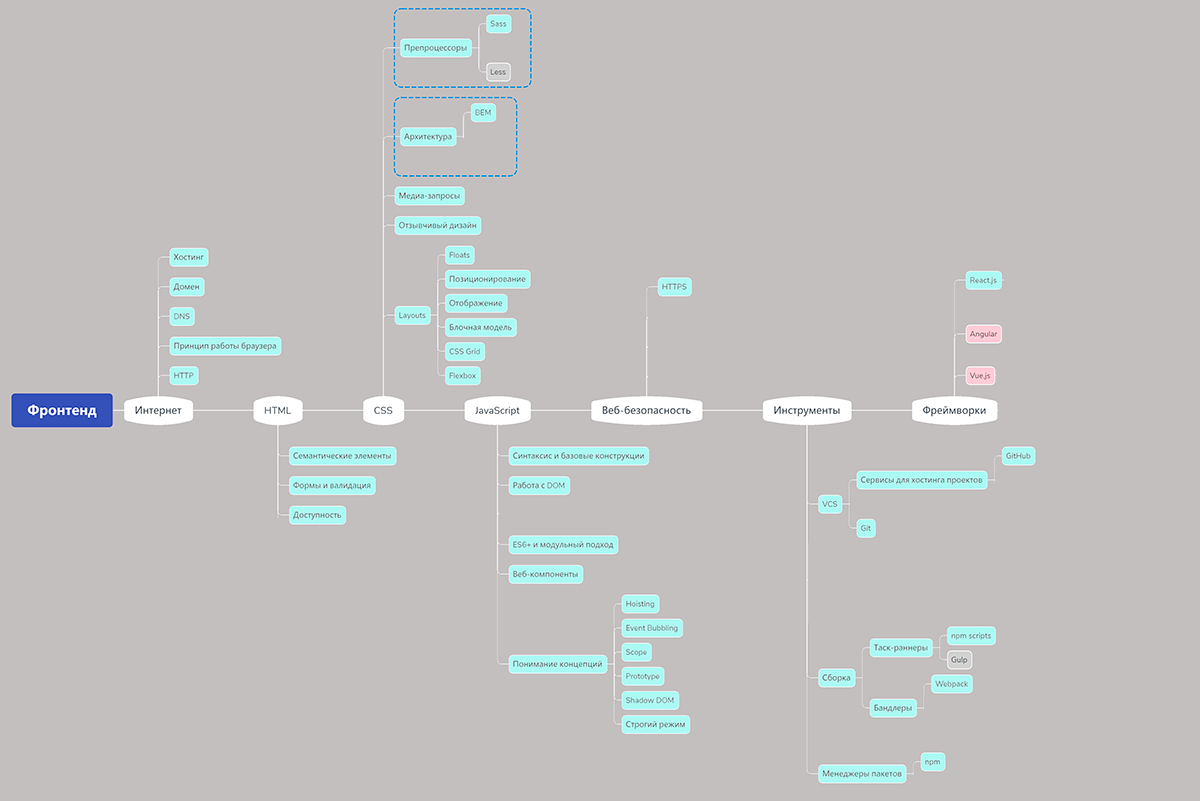 Фронтенд
Интернет
Хостинг
Домен
DNS
Принцип работы браузера
HTTP
HTML
Семантические элементы
Формы и валидация
Доступность
CSS
Препроцессоры
Sass
Less
Архитектура
BEM
Медиа-запросы
Отзывчивый дизайн
Layouts
Floats
Позиционирование
Отображение
Блочная модель
CSS Grid
Flexbox
JavaScript
Синтаксис и базовые конструкции
Работа с DOM
ES6+ и модульный подход
Веб-компоненты
Понимание концепций
Hoisting
Event Bubbling
Scope
Prototype
Shadow DOM
Строгий режим
Веб-безопасность
HTTPS
Инструменты
VCS
Сервисы для хостинга проектов
GitHub
Git
Сборка
Таск-раннеры
npm scripts
Gulp
Бандлеры
Webpack
Менеджеры пакетов
npm
Фреймворки
React.js
Angular
Vue.js